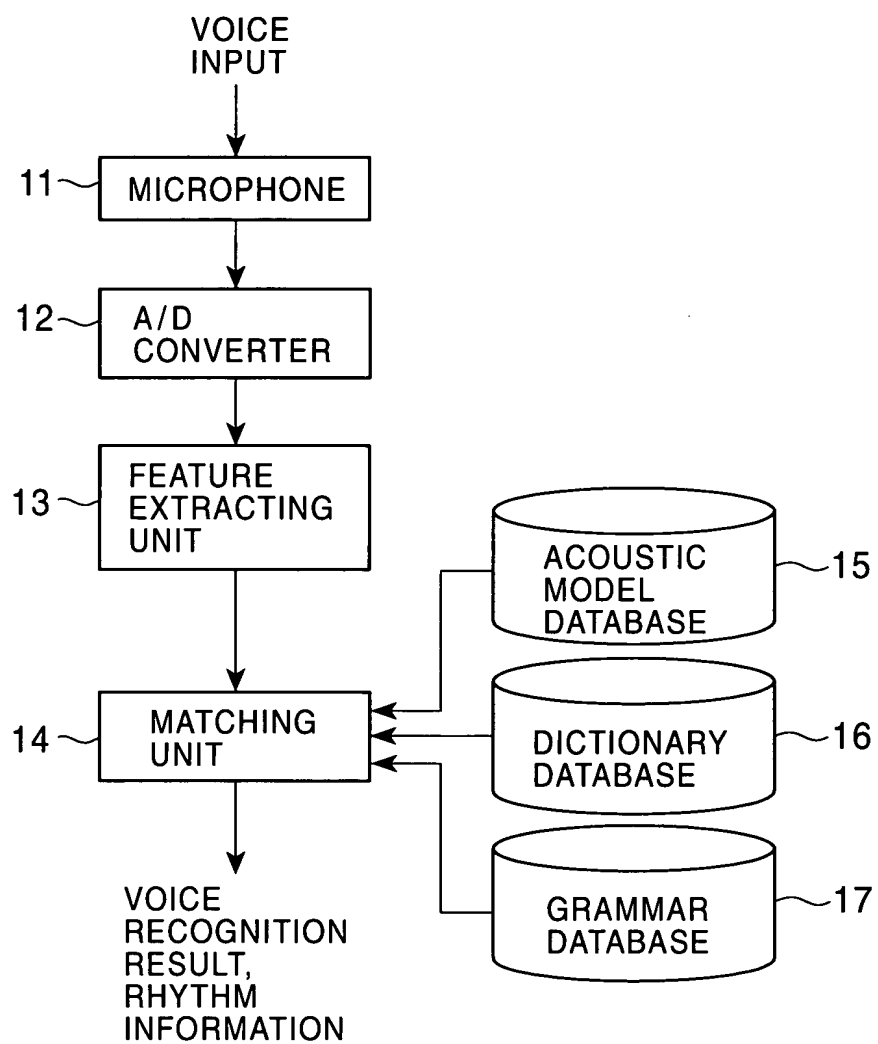 VOICE
INPUT
11
MICROPHONE
12
A/D
CONVERTER
13
FEATURE
EXTRACTING
UNIT
ACOUSTIC
MODEL
DATABASE
15
14
MATCHING
UNIT
DICTIONARY
DATABASE
16
GRAMMAR
DATABASE
17
VOICE
RECOGNITION
RESULT,
RHYTHM
INFORMATION